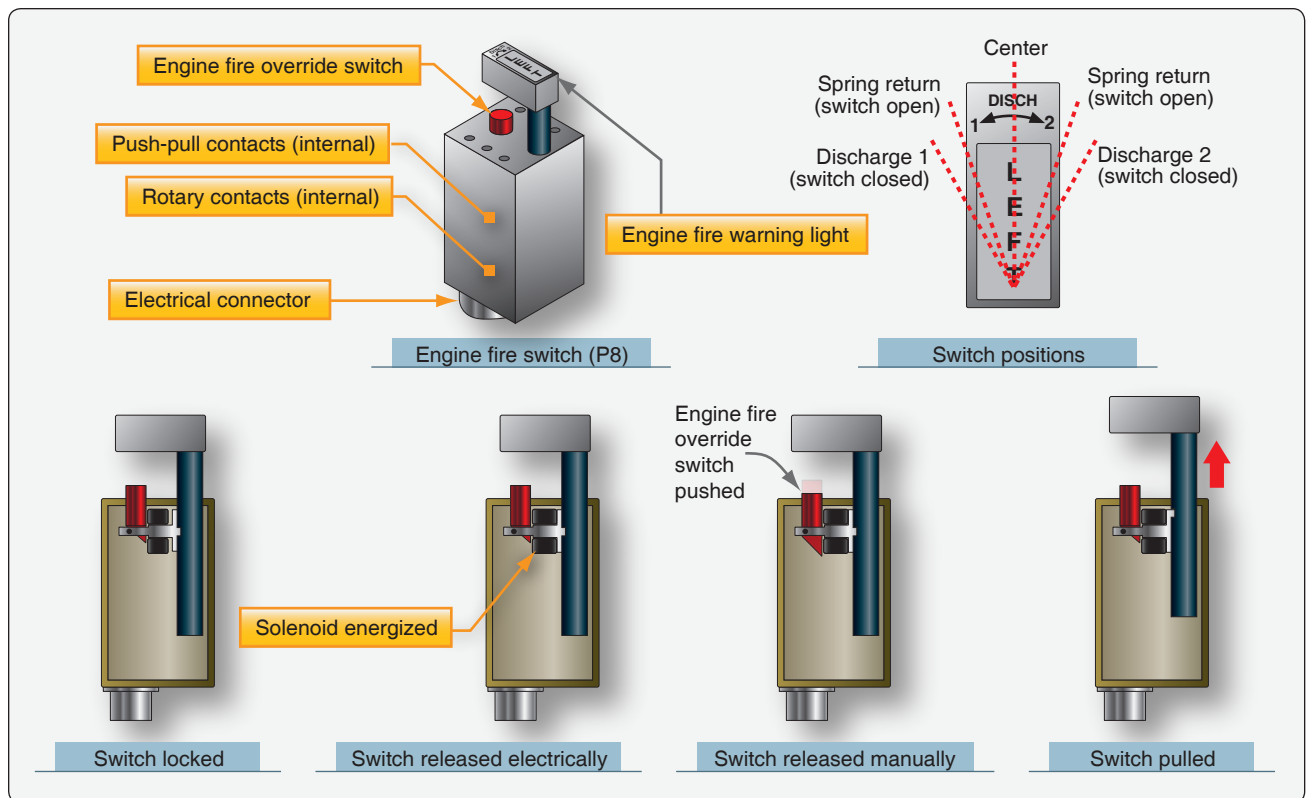 Engine fire override switch
Push-pull contacts (internal)
Rotary contacts (internal)
Electrical connector
LEFT
Engine fire warning light
Engine fire switch (P8)
Center
Spring return
(switch open)
Spring return
(switch open)
DISCH
1
2
Discharge 1
(switch closed)
Discharge 2
(switch closed)
L
E
F
T
Switch positions
Engine fire
override
switch
pushed
Solenoid energized
Switch locked
Switch released electrically
Switch released manually
Switch pulled